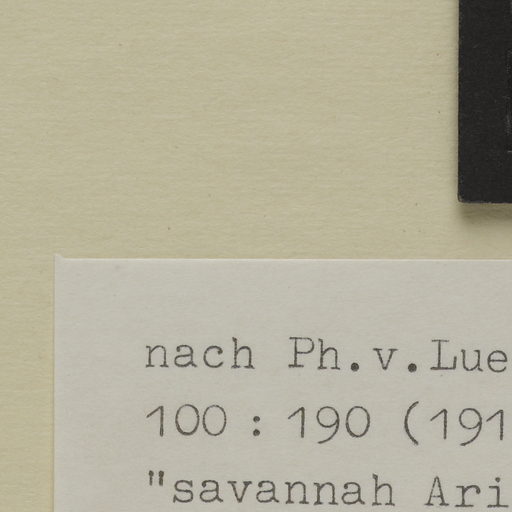 nach Ph.v.Lue
100 : 190 (191
"savannah Ari